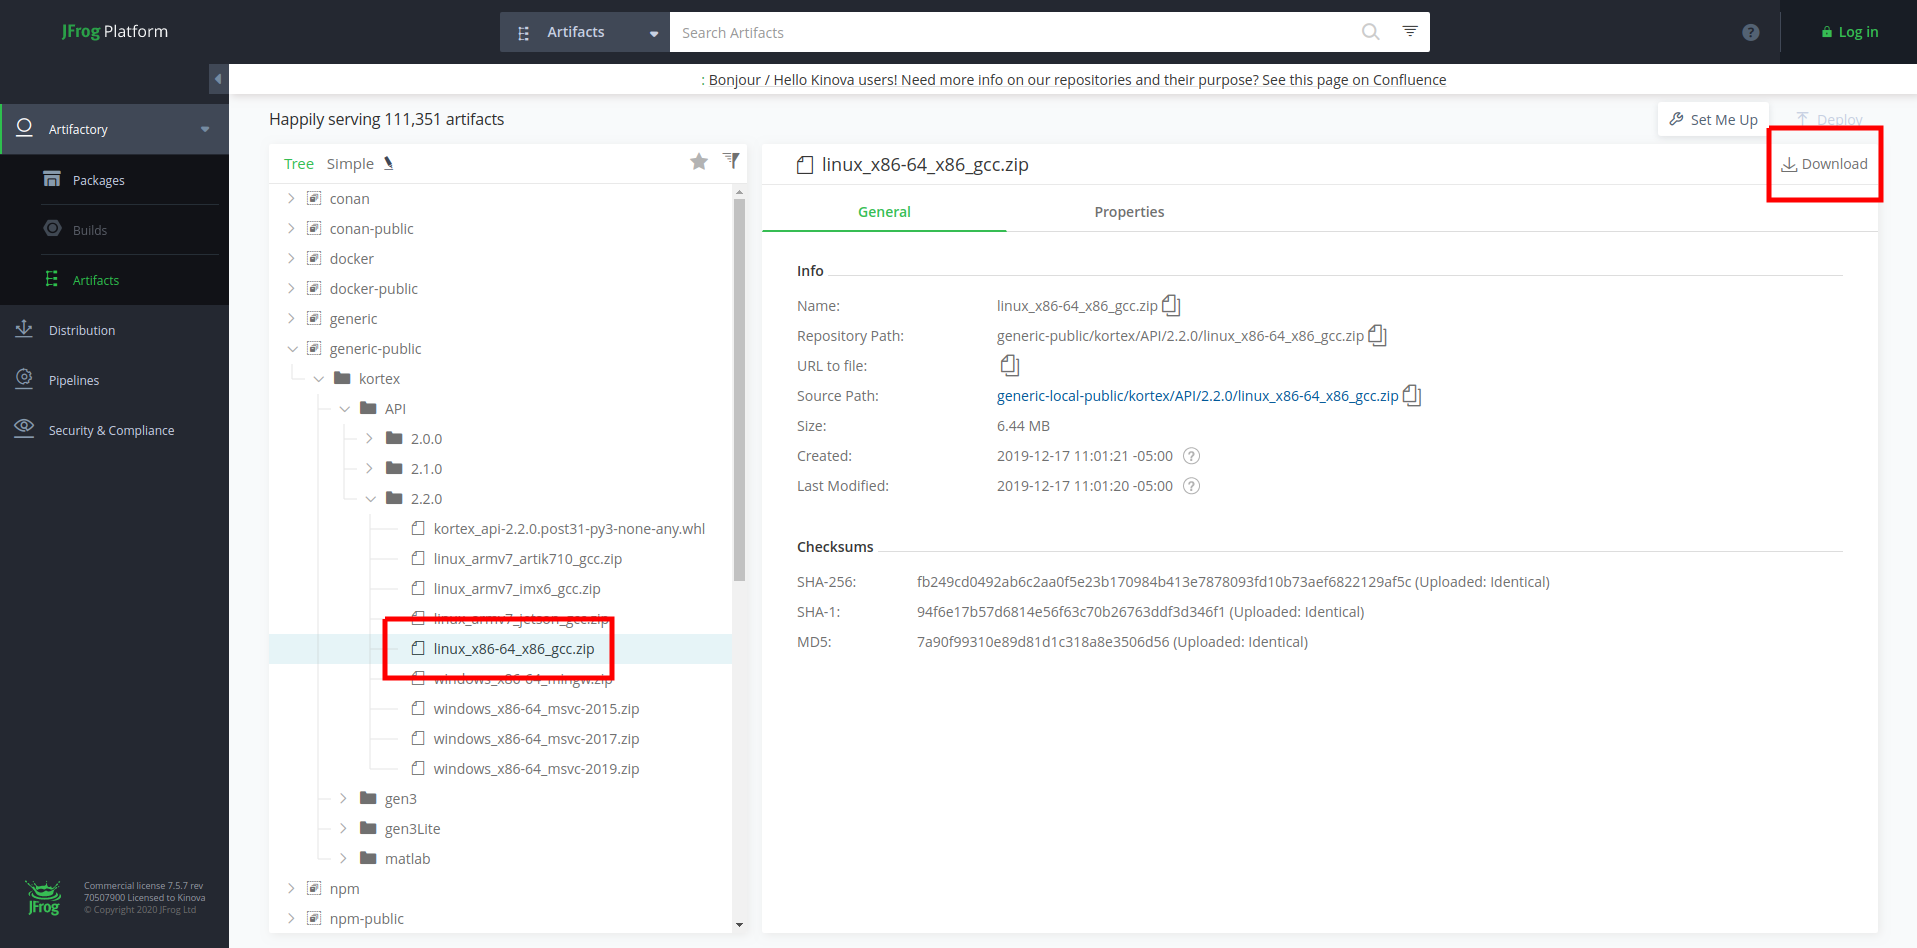 JFrog Platform
Artifacts
Search Artifacts
Log in
: Bonjour / Hello Kinova users! Need more info on our repositories and their purpose? See this page on Confluence
Artifactory
Packages
Builds
Artifacts
Distribution
Pipelines
Security & Compliance
JFrog
Commercial license 7.5.7 rev
70507900 Licensed to Kinova
© Copyright 2020 JFrog Ltd
Happily serving 111,351 artifacts
Set Me Up
Deploy
Tree Simple
conan
conan-public
docker
docker-public
generic
generic-public
kortex
API
2.0.0
2.1.0
2.2.0
kortex_api-2.2.0.post31-py3-none-any.whl
linux_armv7_artik710_gcc.zip
linux_armv7_imx6_gcc.zip
linux_armv7_jetson_gcc.zip
linux_x86-64_x86_gcc.zip
windows_x86-64_mingw.zip
windows_x86-64_msvc-2015.zip
windows_x86-64_msvc-2017.zip
windows_x86-64_msvc-2019.zip
gen3
gen3Lite
matlab
npm
npm-public
linux_x86-64_x86_gcc.zip
Download
General
Properties
Info
Name: linux_x86-64_x86_gcc.zip
Repository Path: generic-public/kortex/API/2.2.0/linux_x86-64_x86_gcc.zip
URL to file:
Source Path: generic-local-public/kortex/API/2.2.0/linux_x86-64_x86_gcc.zip
Size: 6.44 MB
Created: 2019-12-17 11:01:21 -05:00 ?
Last Modified: 2019-12-17 11:01:20 -05:00 ?
Checksums
SHA-256: fb249cd0492ab6c2aa0f5e23b170984b413e7878093fd10b73aef6822129af5c (Uploaded: Identical)
SHA-1: 94f6e17b57d6814e56f63c70b26763ddf3d346f1 (Uploaded: Identical)
MD5: 7a90f99310e89d81d1c318a8e3506d56 (Uploaded: Identical)